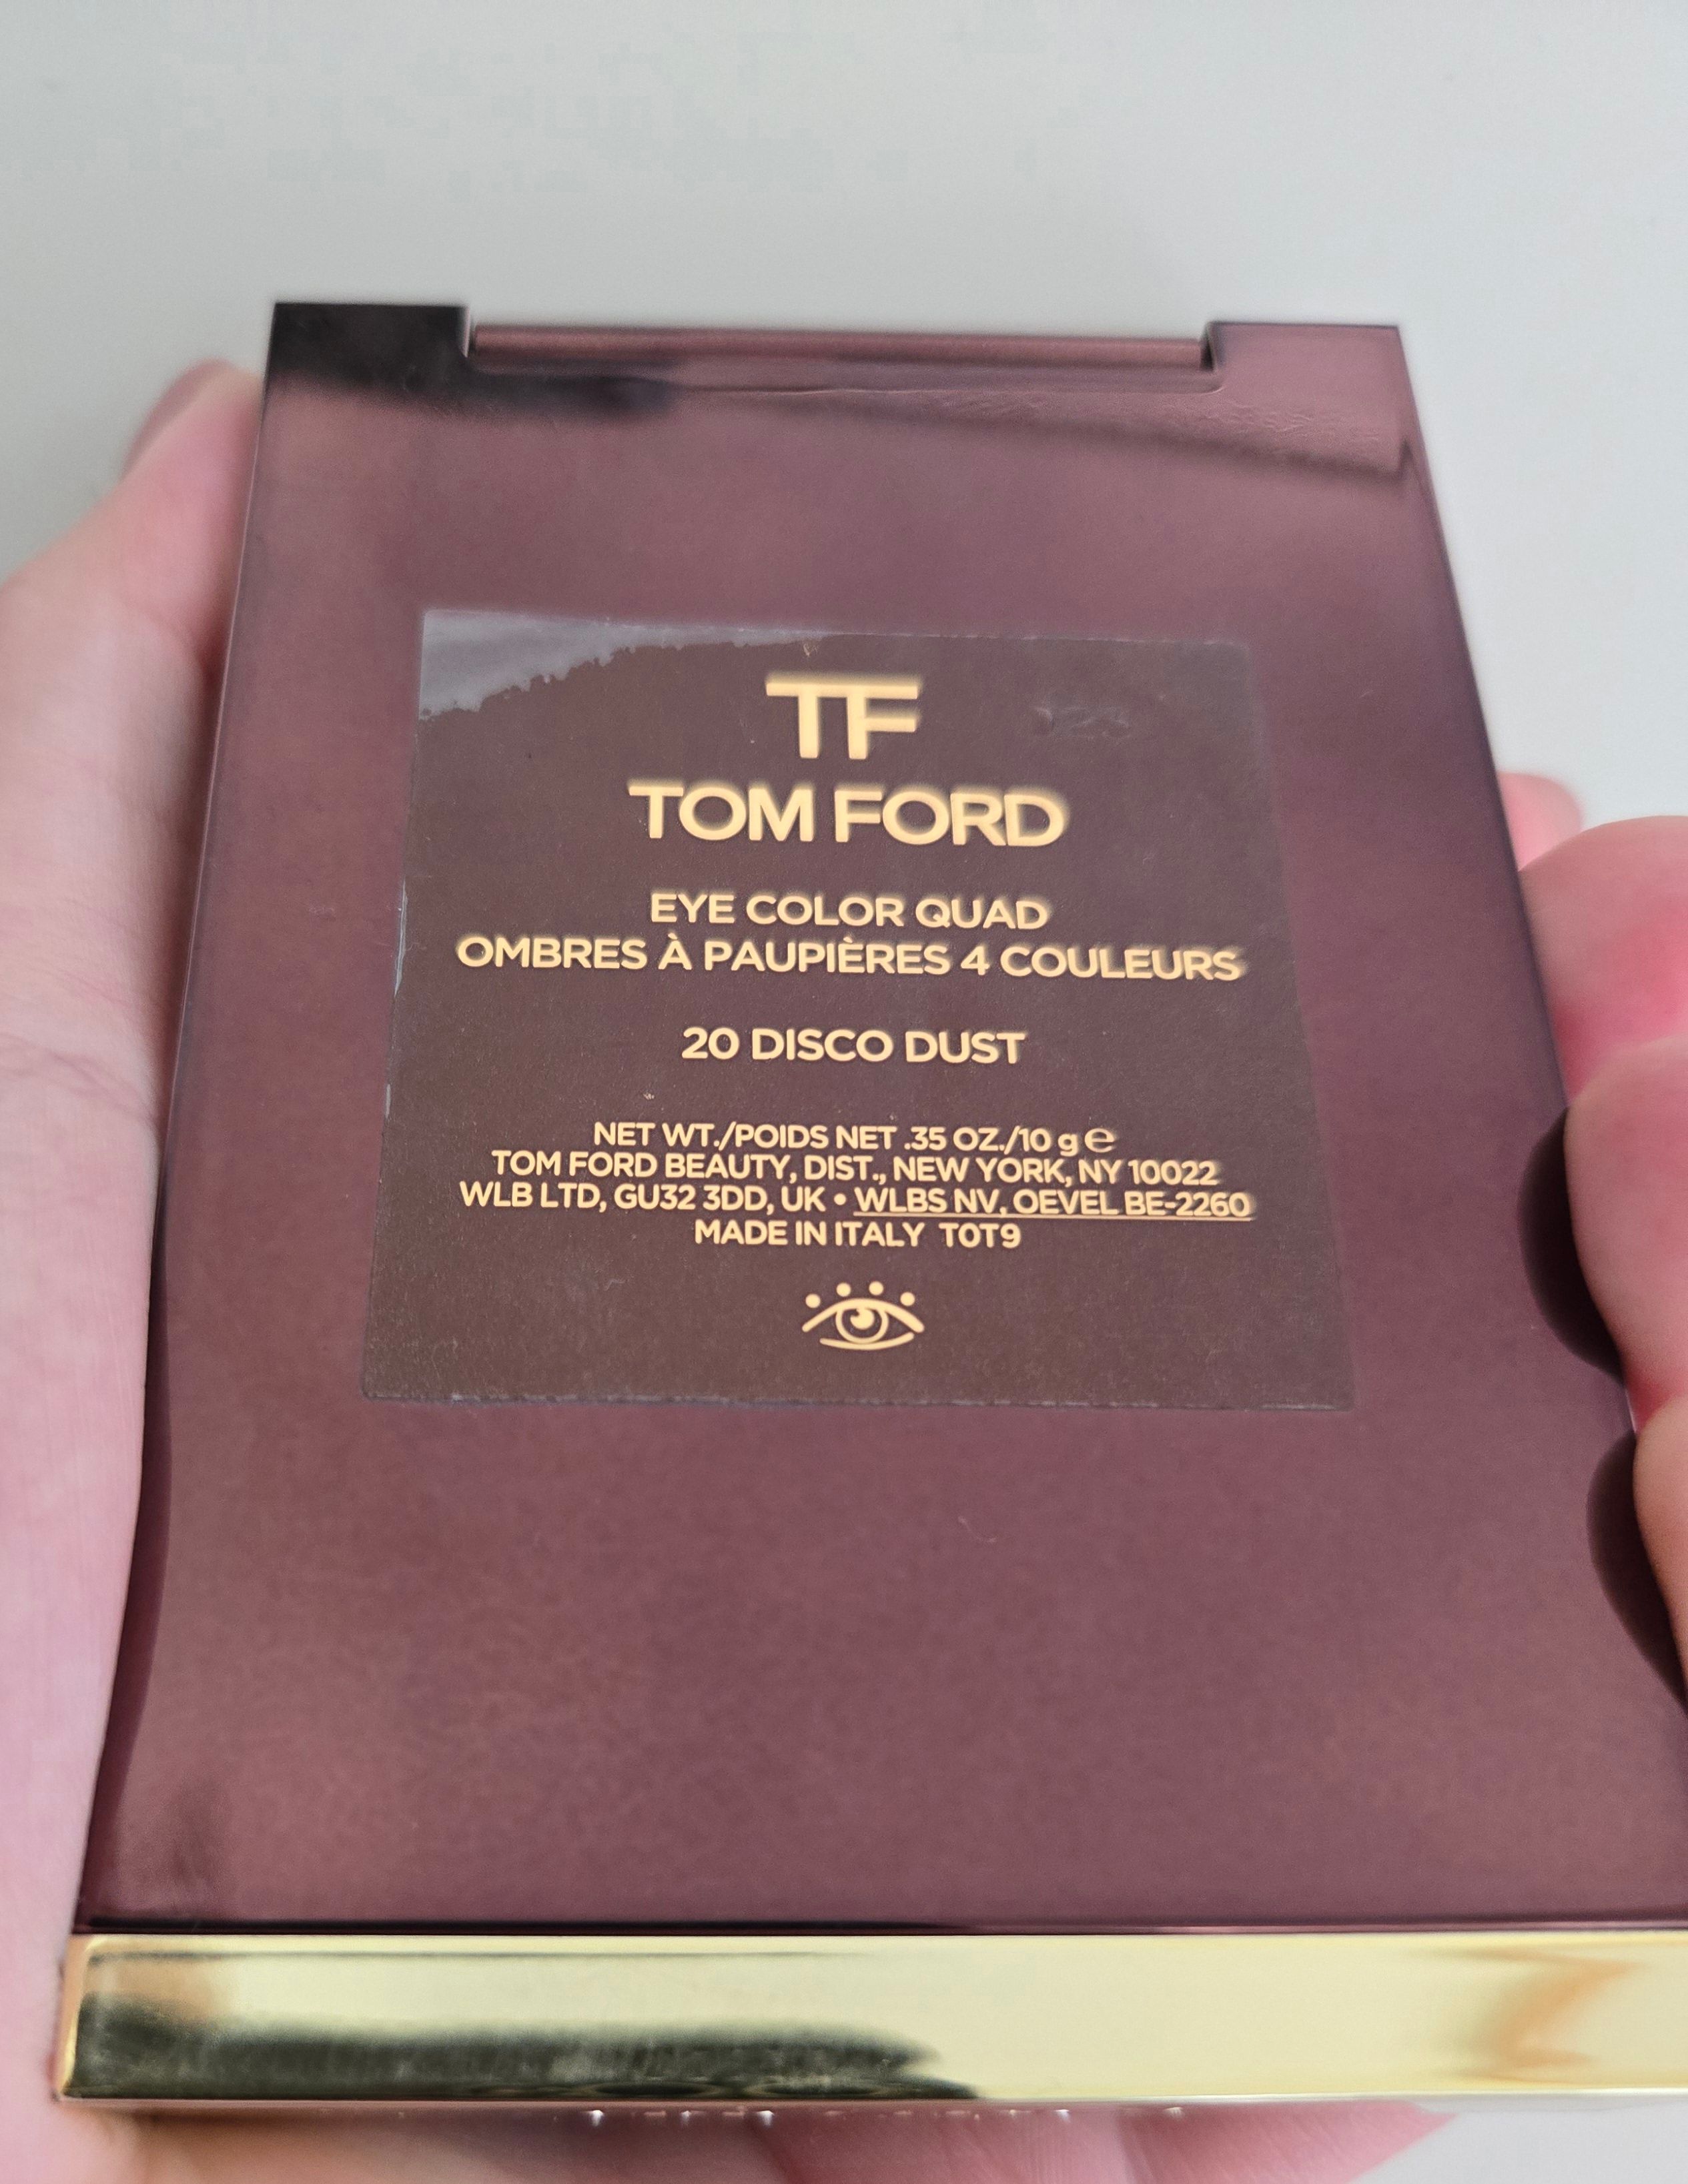 TF
TOM FORD
EYE COLOR QUAD
OMBRES À PAUPIÈRES 4 COULEURS
20 DISCO DUST
NET WT./POIDS NET .35 OZ./10 g ℮
TOM FORD BEAUTY, DIST., NEW YORK, NY 10022
WLB LTD, GU32 3DD, UK • WLBS NV, OEVEL BE-2260
MADE IN ITALY T0T9